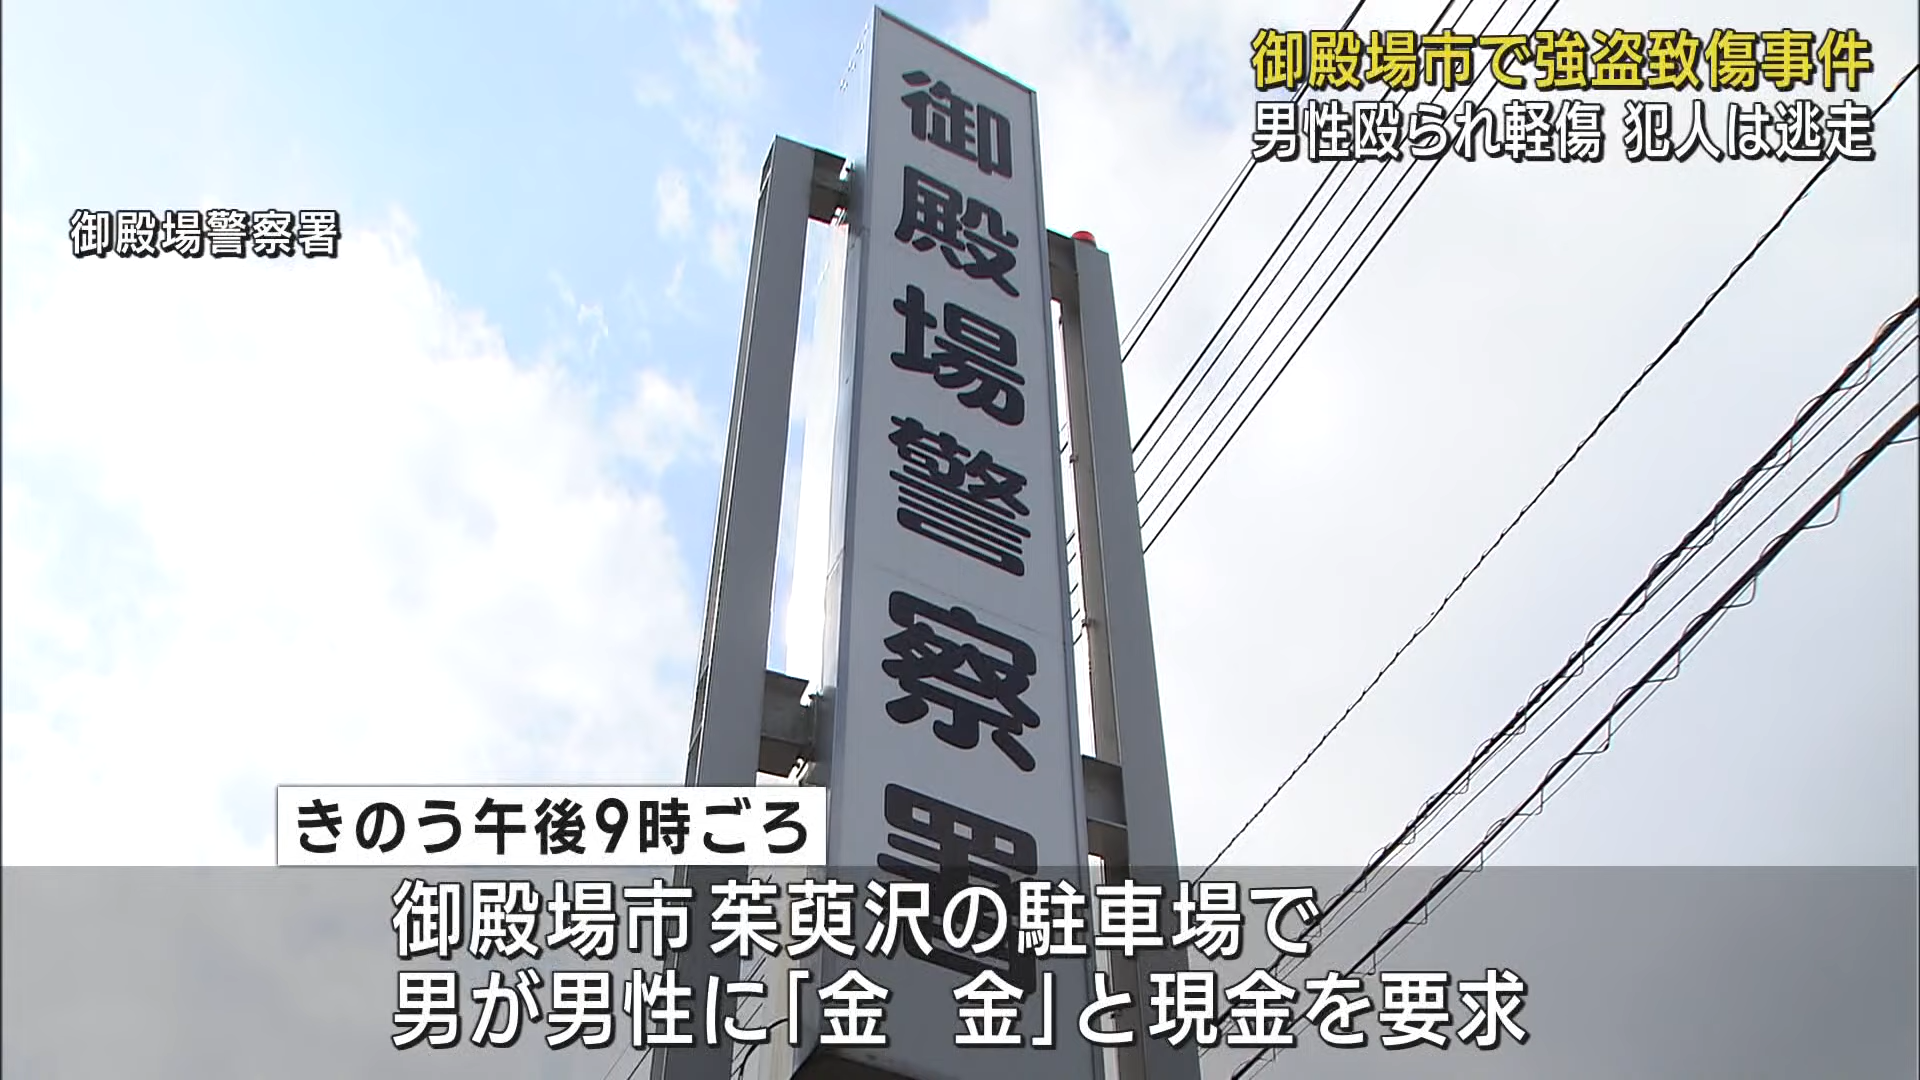 御殿場市で強盗致傷事件
男性殴られ軽傷 犯人は逃走
御殿場警察署
御殿場警察署
きのう午後9時ごろ
御殿場市 茱萸沢の駐車場で
男が男性に「金 金」と現金を要求